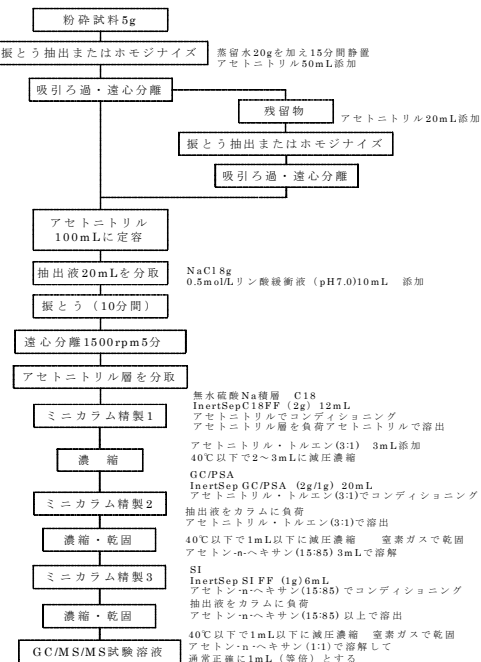 粉砕試料5g
振とう抽出またはホモジナイズ
蒸留水20gを加え15分間静置
アセトニトリル50mL添加
吸引ろ過・遠心分離
残留物
アセトニトリル20mL添加
振とう抽出またはホモジナイズ
吸引ろ過・遠心分離
アセトニトリル
100mLに定容
抽出液20mLを分取
NaCl8g
0.5mol/Lリン酸緩衝液（pH7.0)10mL　添加
振とう（10分間）
遠心分離1500rpm5分
アセトニトリル層を分取
無水硫酸Na積層　C18
ミニカラム精製1
InertSepC18FF（2g）12mL
アセトニトリルでコンディショニング
アセトニトリル層を負荷アセトニトリルで溶出
アセトニトリル・トルエン(3:1)　3mL添加
濃　縮
40℃以下で2～3mLに減圧濃縮
GC/PSA
InertSep GC/PSA (2g/1g) 20mL
ミニカラム精製2
アセトニトリル・トルエン(3:1)でコンディショニング
抽出液をカラムに負荷
アセトニトリル・トルエン(3:1)で溶出
濃縮・乾固
40℃以下で1mL以下に減圧濃縮　窒素ガスで乾固
アセトン-n-ヘキサン(15:85) 3mLで溶解
SI
ミニカラム精製3
InertSep SI FF (1g)6mL
アセトン-n-ヘキサン(15:85) でコンディショニング
抽出液をカラムに負荷
濃縮・乾固
アセトン-n-ヘキサン(15:85) 以上で溶出
40℃以下で1mL以下に減圧濃縮　窒素ガスで乾固
GC/MS/MS試験溶液
アセトン-n-ヘキサン(1:1)で溶解して
通常正確に1mL（等倍）とする